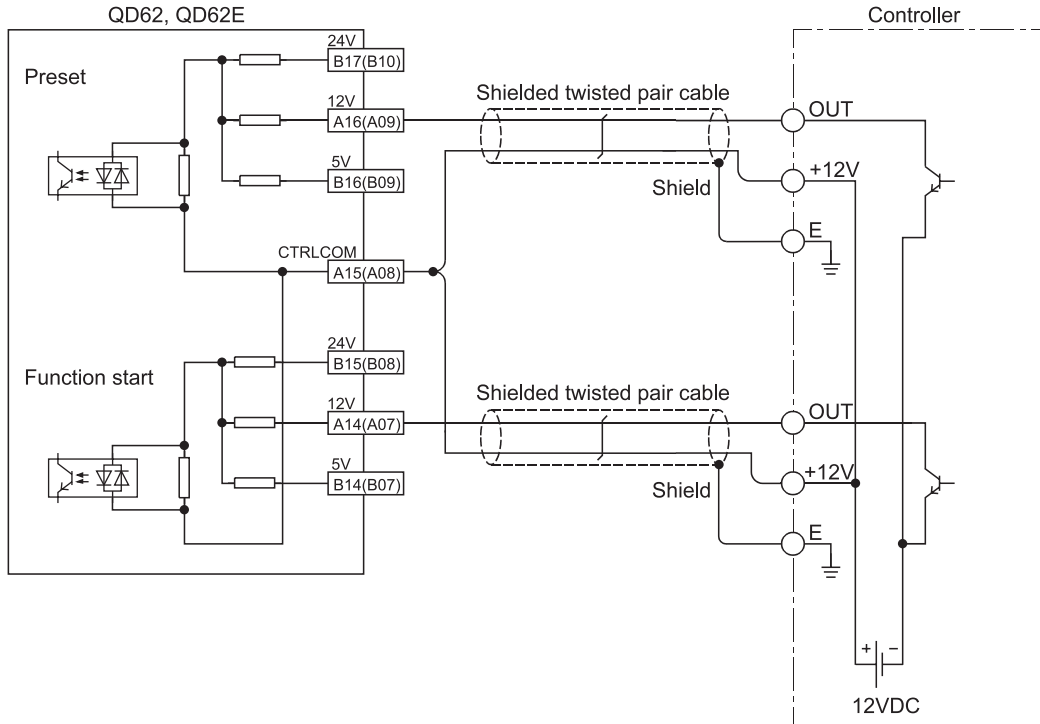 QD62, QD62E
Controller
Preset
24V
B17(B10)
12V
A16(A09)
5V
B16(B09)
CTRLCOM
A15(A08)
Shielded twisted pair cable
Shield
OUT
+12V
E
Function start
24V
B15(B08)
12V
A14(A07)
5V
B14(B07)
Shielded twisted pair cable
Shield
OUT
+12V
E
+ −
12VDC